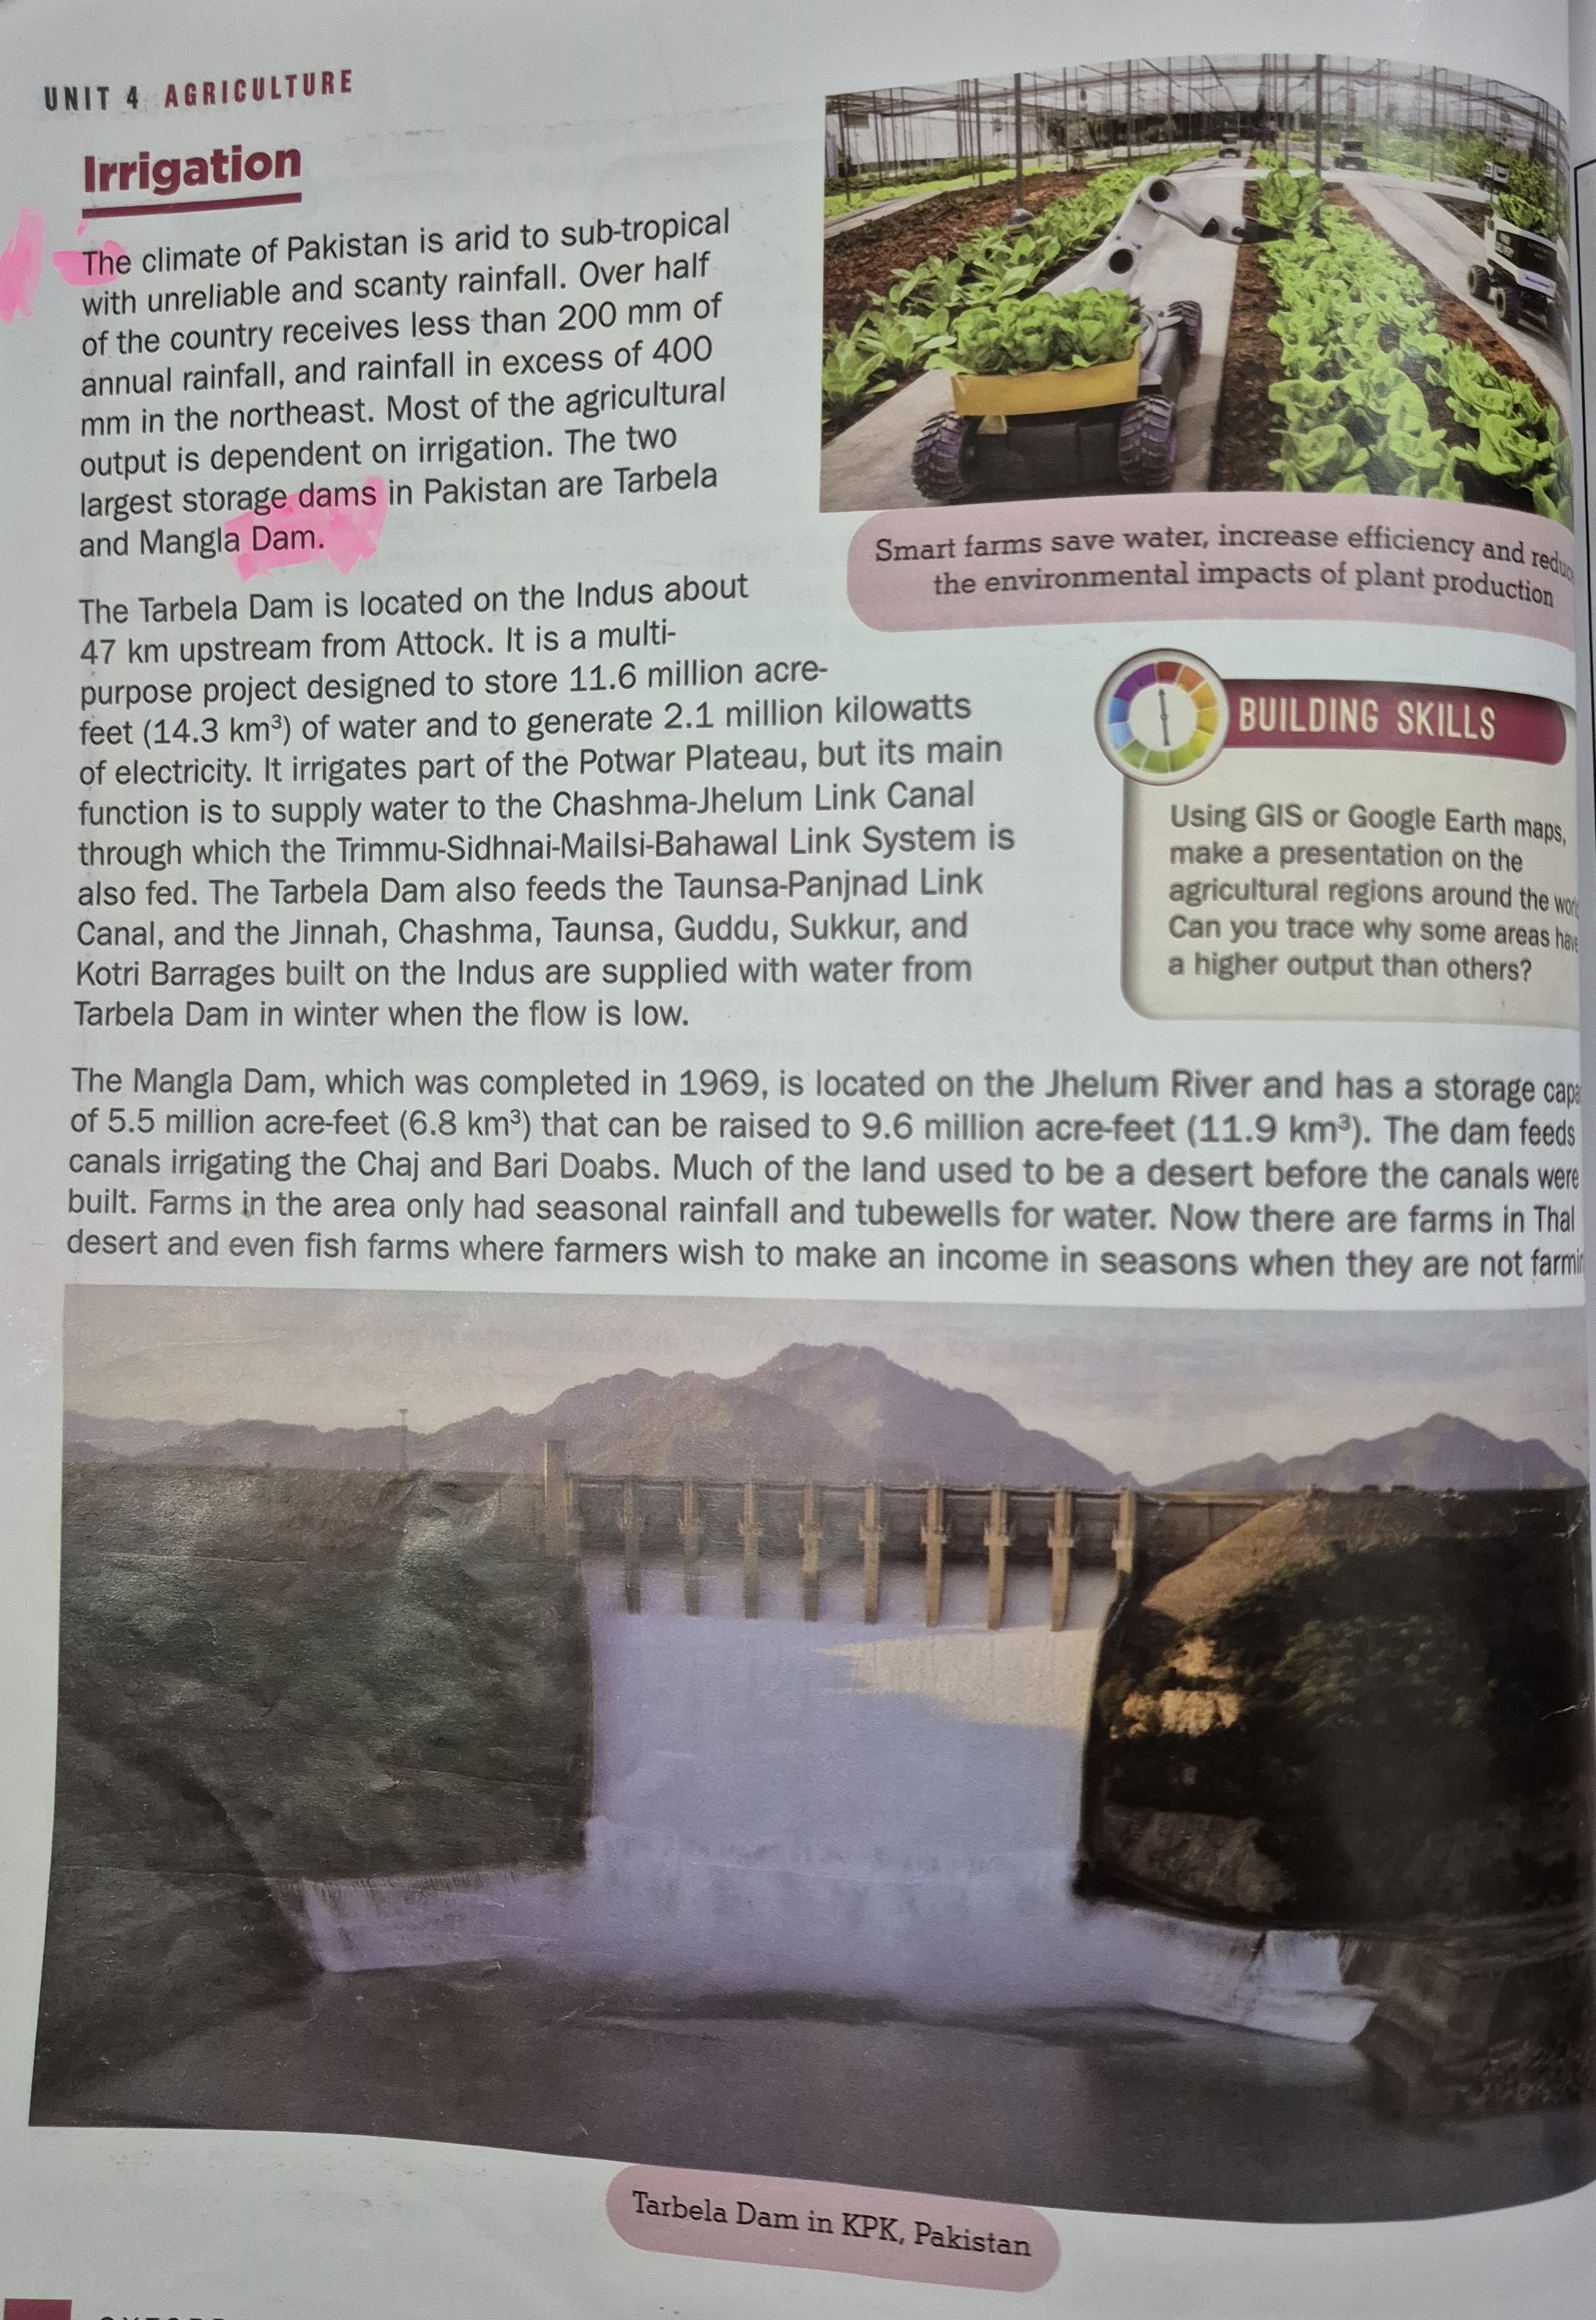 UNIT 4 AGRICULTURE
Irrigation
The climate of Pakistan is arid to sub-tropical
with unreliable and scanty rainfall. Over half
of the country receives less than 200 mm of
annual rainfall, and rainfall in excess of 400
mm in the northeast. Most of the agricultural
output is dependent on irrigation. The two
largest storage dams in Pakistan are Tarbela
and Mangla Dam.
Smart farms save water, increase efficiency and
the environmental impacts of plant production
The Tarbela Dam is located on the Indus about
47 km upstream from Attock. It is a multi-
purpose project designed to store 11.6 million acre-
feet (14.3 km³) of water and to generate 2.1 million kilowatts
of electricity. It irrigates part of the Potwar Plateau, but its main
function is to supply water to the Chashma-Jhelum Link Canal
through which the Trimmu-Sidhnai-Mailsi-Bahawal Link System is
also fed. The Tarbela Dam also feeds the Taunsa-Panjnad Link
Canal, and the Jinnah, Chashma, Taunsa, Guddu, Sukkur, and
Kotri Barrages built on the Indus are supplied with water from
Tarbela Dam in winter when the flow is low.
BUILDING SKILLS
Using GIS or Google Earth maps,
make a presentation on the
agricultural regions around the
Can you trace why some areas have
a higher output than others?
The Mangla Dam, which was completed in 1969, is located on the Jhelum River and has a storage
of 5.5 million acre-feet (6.8 km³) that can be raised to 9.6 million acre-feet (11.9 km³). The dam feeds
canals irrigating the Chaj and Bari Doabs. Much of the land used to be a desert before the canals were
built. Farms in the area only had seasonal rainfall and tubewells for water. Now there are farms in Thal
desert and even fish farms where farmers wish to make an income in seasons when they are not
Tarbela Dam in KPK, Pakistan